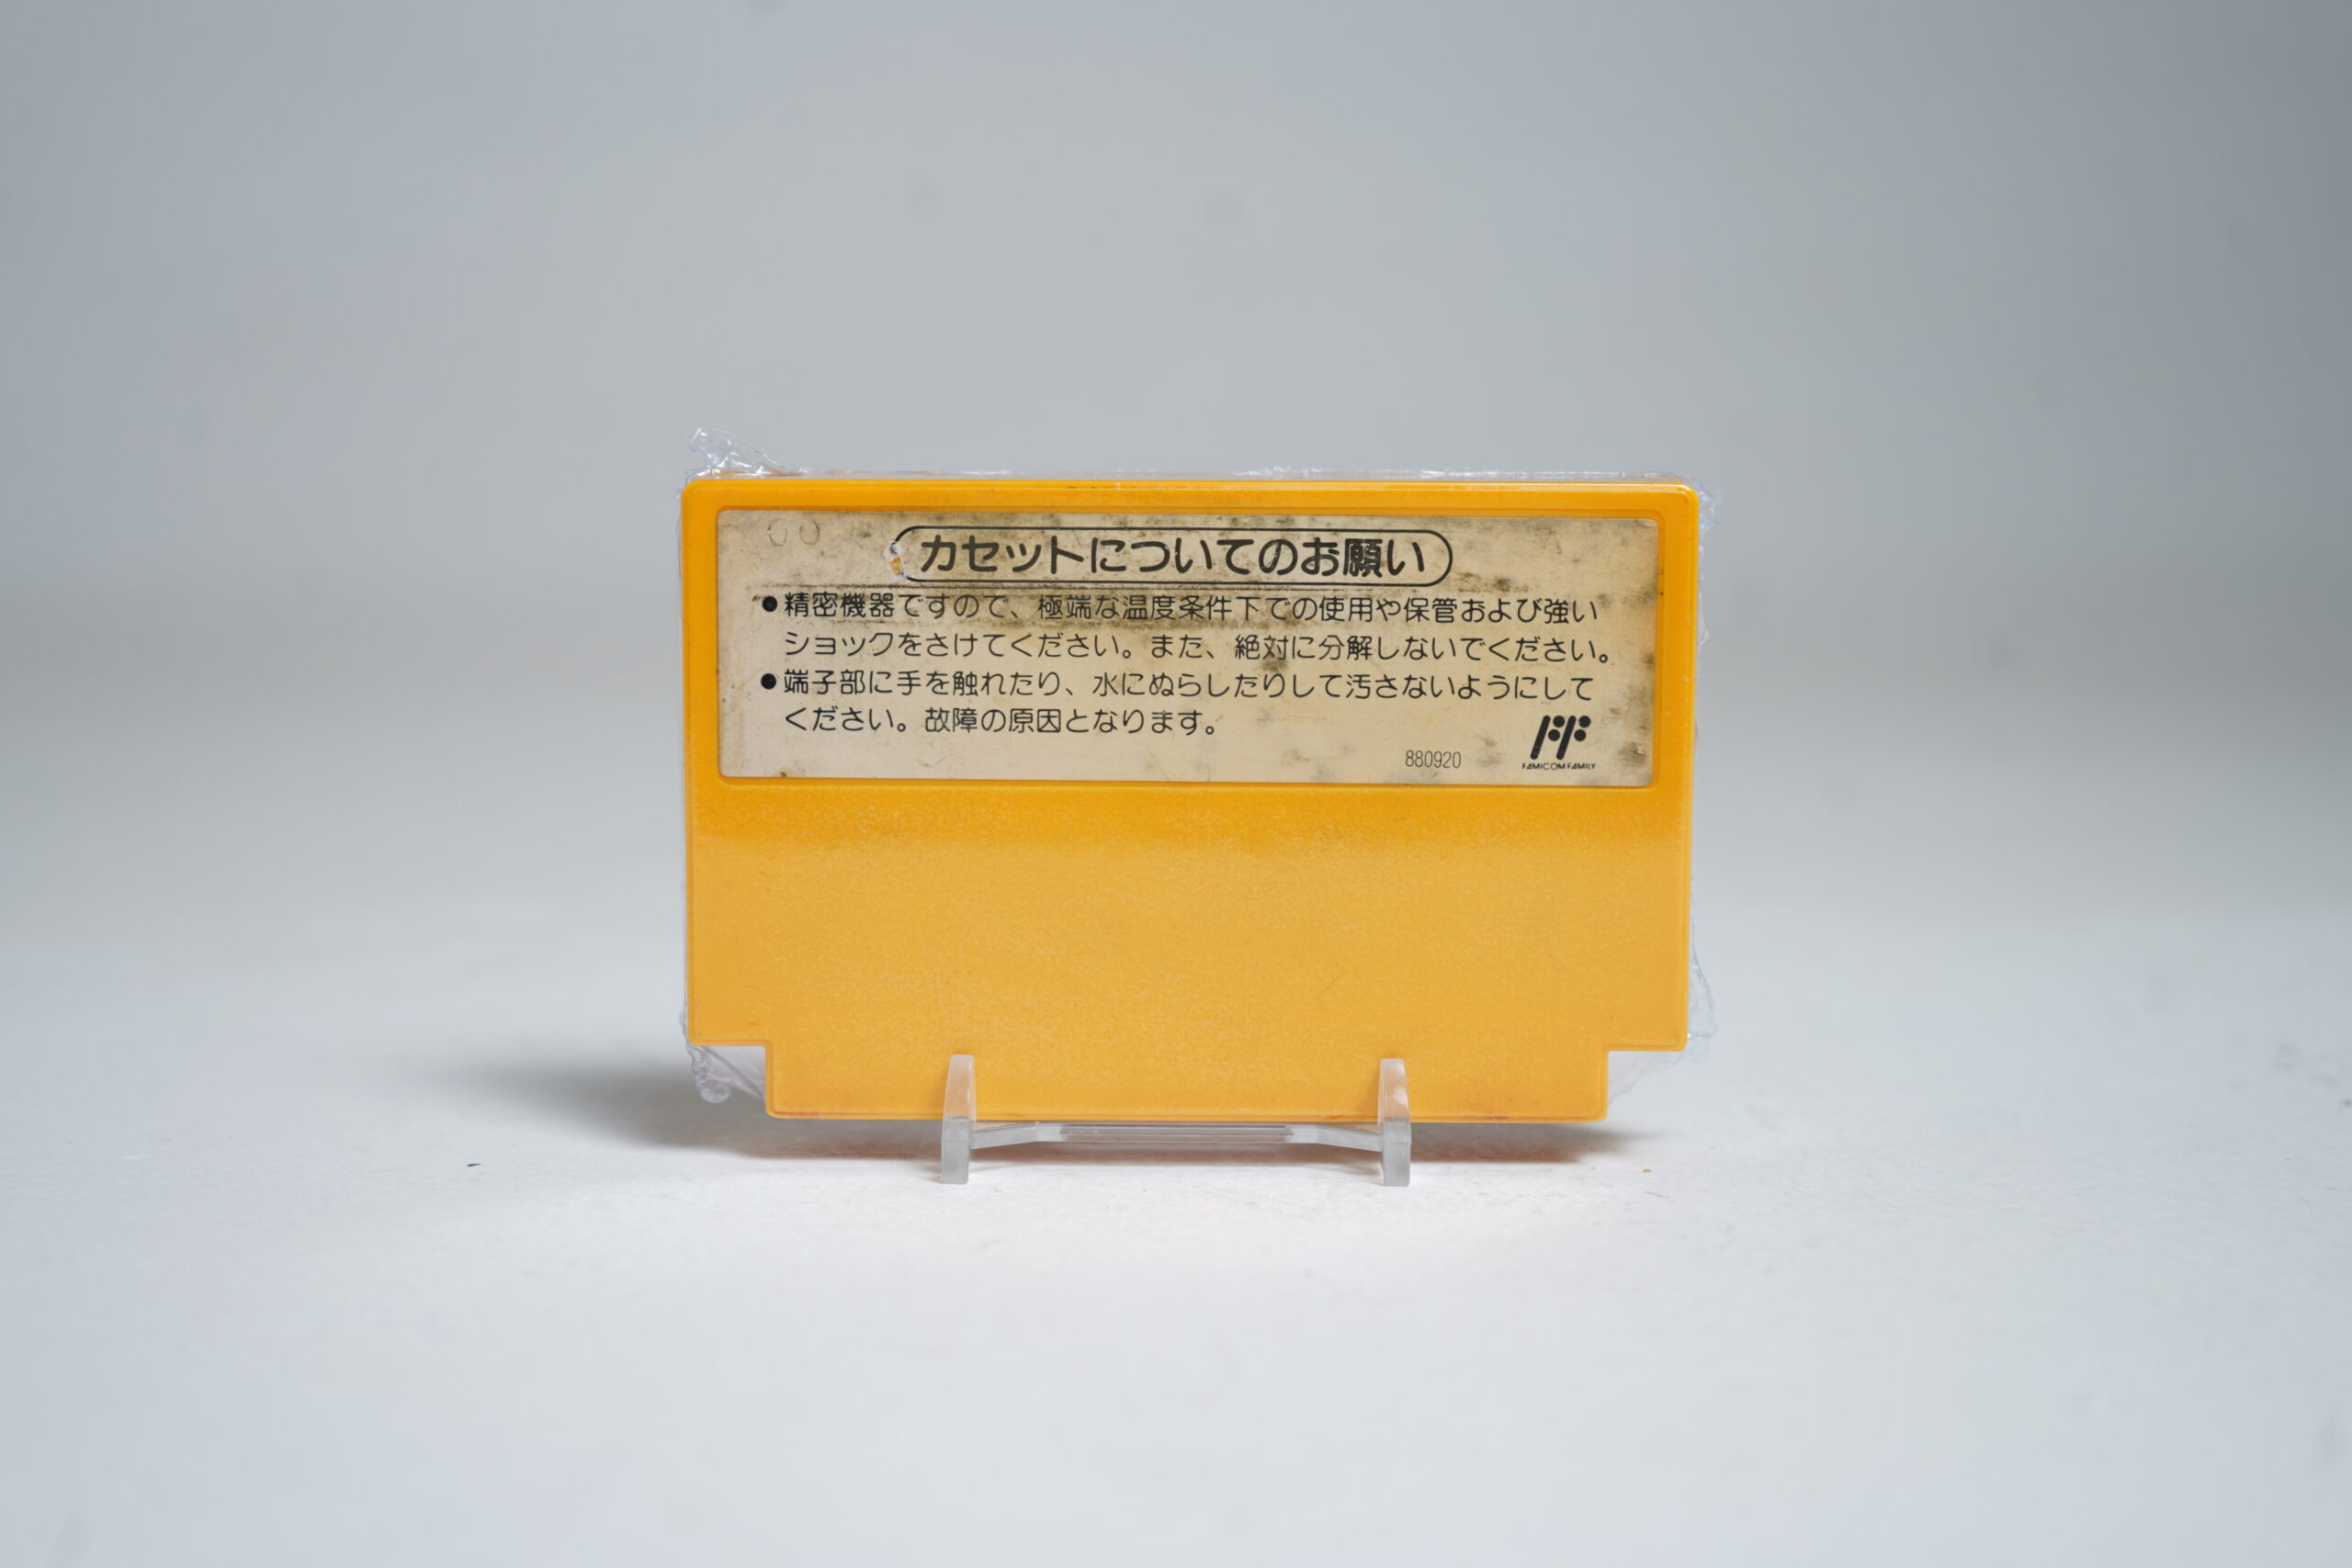 カセットについてのお願い
●精密機器ですので、極端な温度条件下での使用や保管および強い
ショックをさけてください。また、絶対に分解しないでください。
●端子部に手を触れたり、水にぬらしたりして汚さないようにして
ください。故障の原因となります。
880920
FAMICOM FAMILY